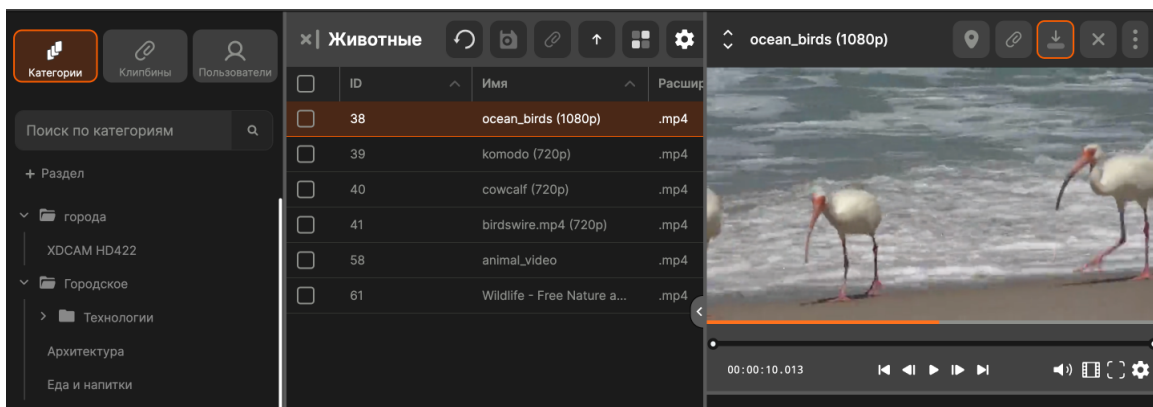 Категории
Клипбины
Пользователи
Поиск по категориям
+ Раздел
города
XDCAM HD422
Городское
Технологии
Архитектура
Еда и напитки
Животные
ID Имя Расшир
38 ocean_birds (1080p) .mp4
39 komodo (720p) .mp4
40 cowcalf (720p) .mp4
41 birdswire.mp4 (720p) .mp4
58 animal_video .mp4
61 Wildlife - Free Nature a... .mp4
ocean_birds (1080p)
00:00:10.013